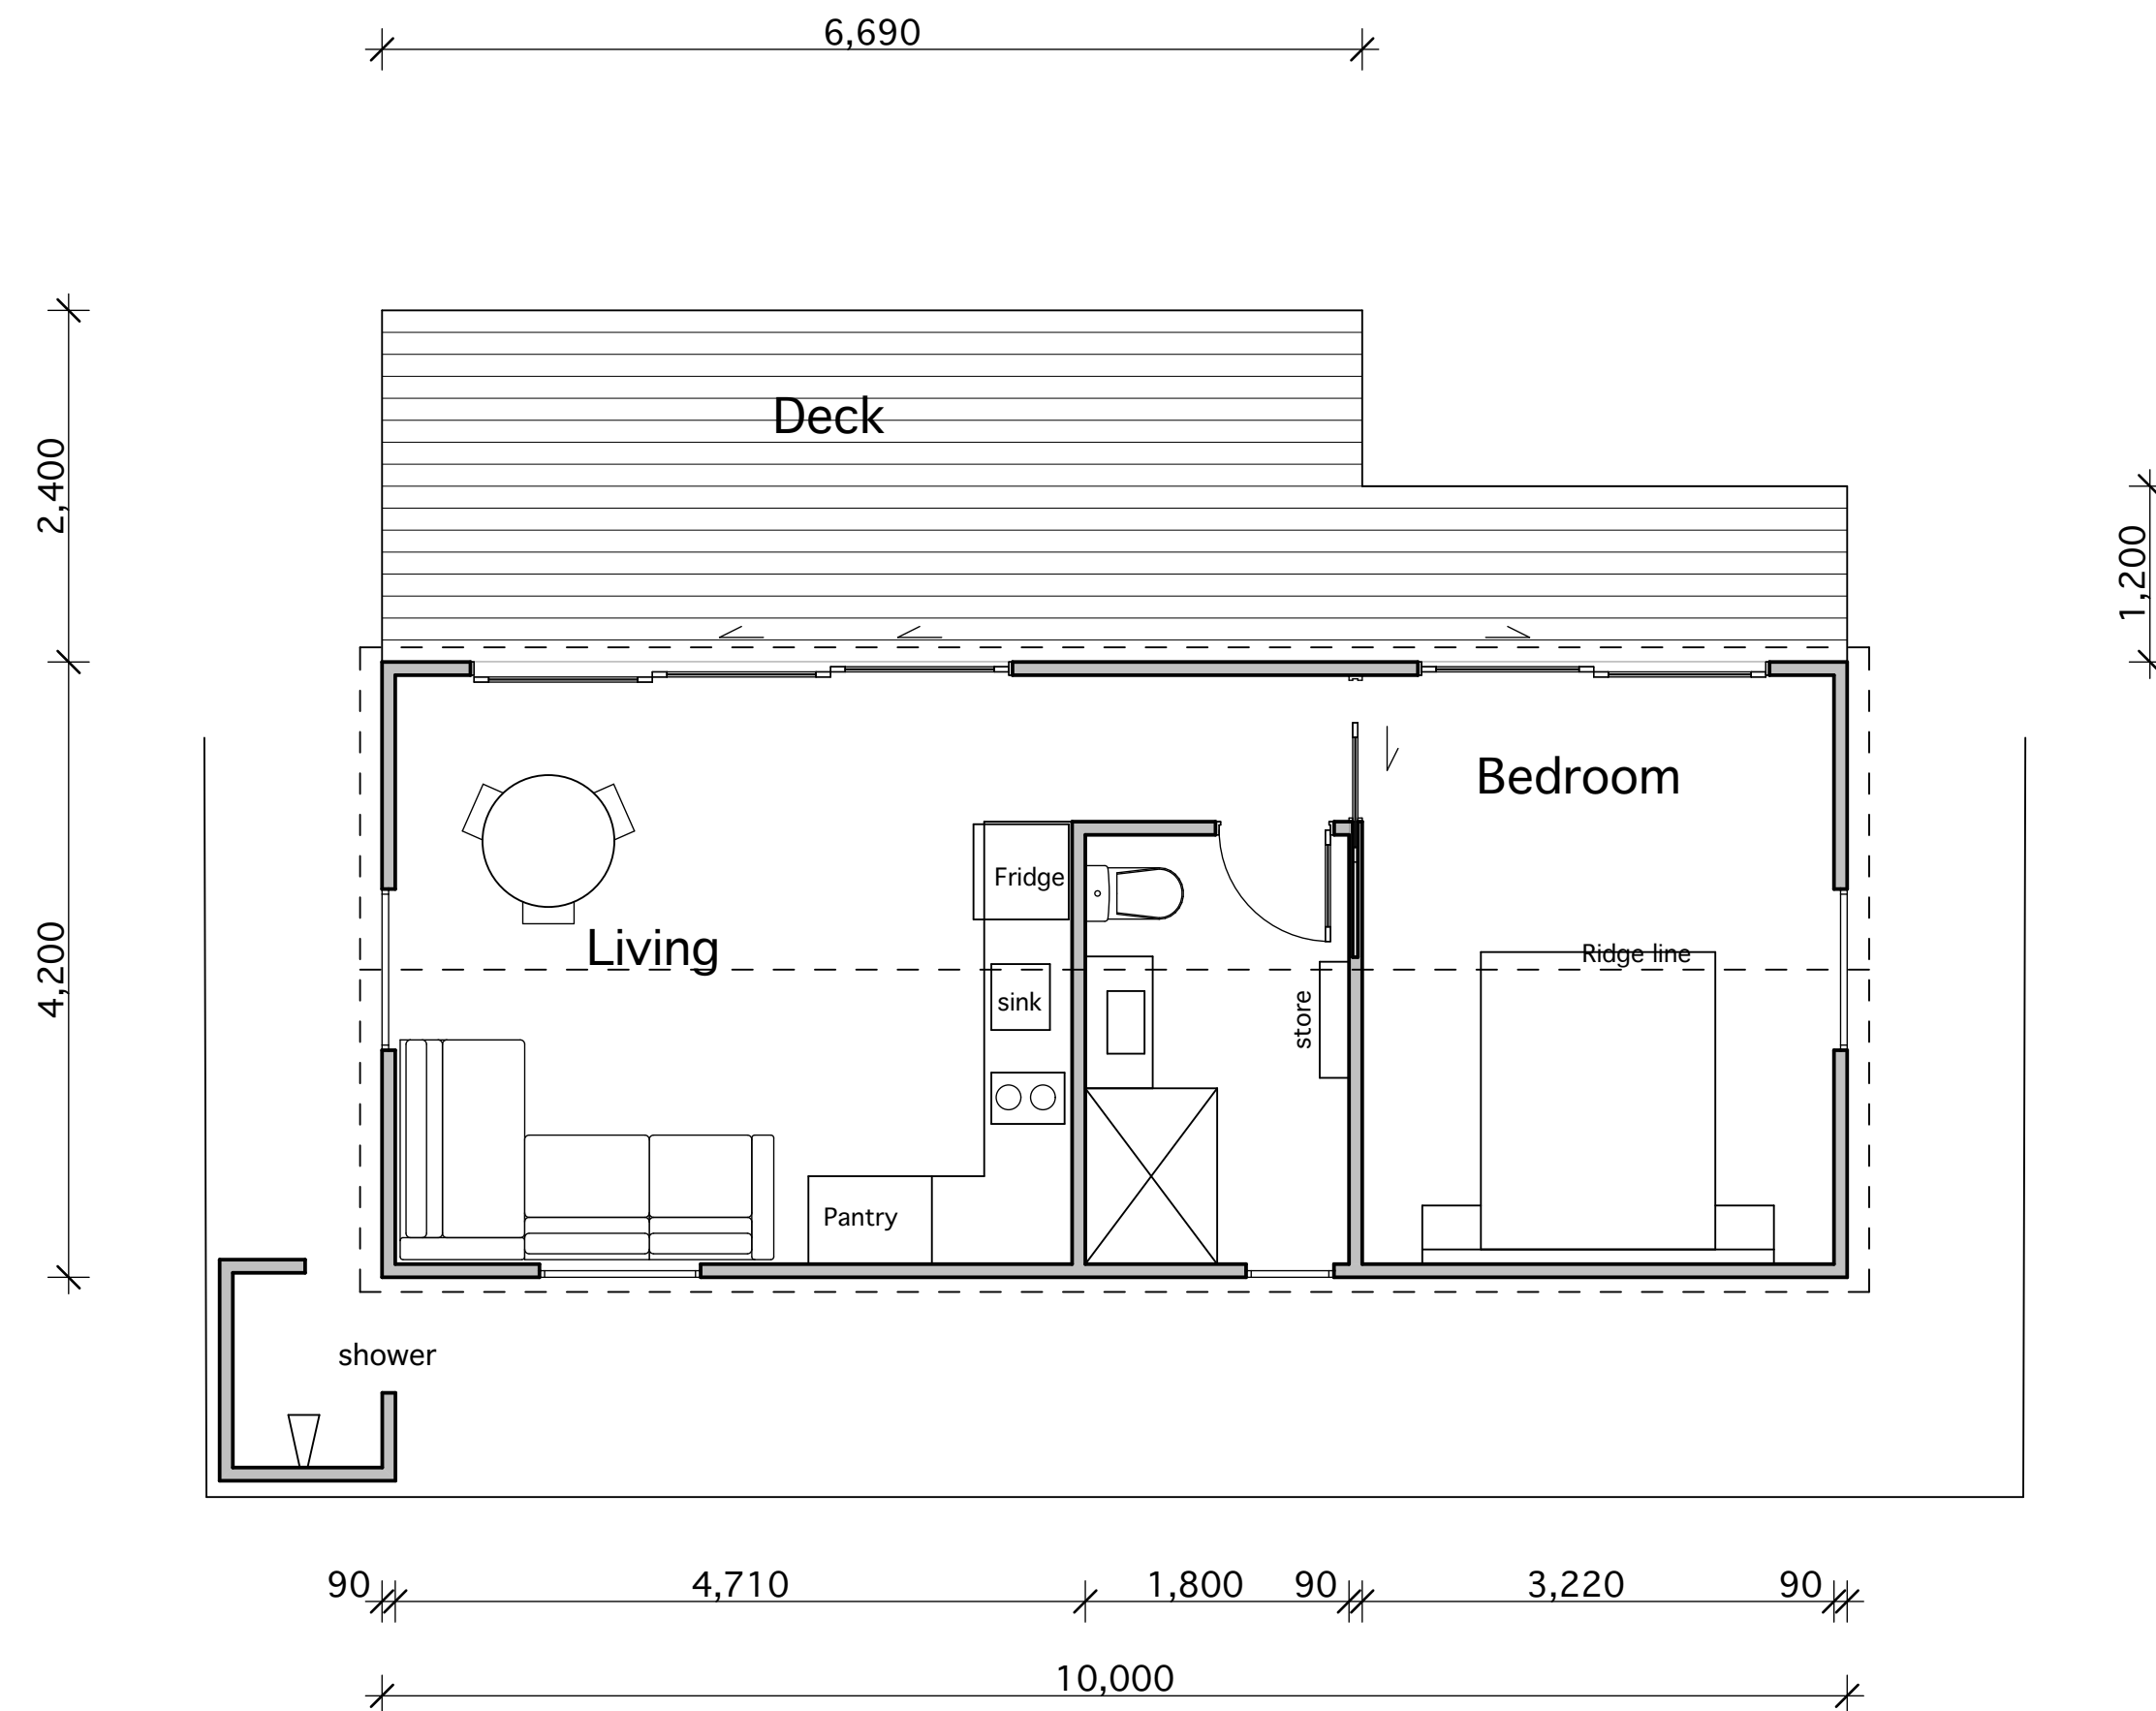 6,690
Deck
2,400
1,200
Bedroom
Fridge
Living
Ridge line
sink
store
4,200
Pantry
shower
90
4,710
1,800
90
3,220
90
10,000